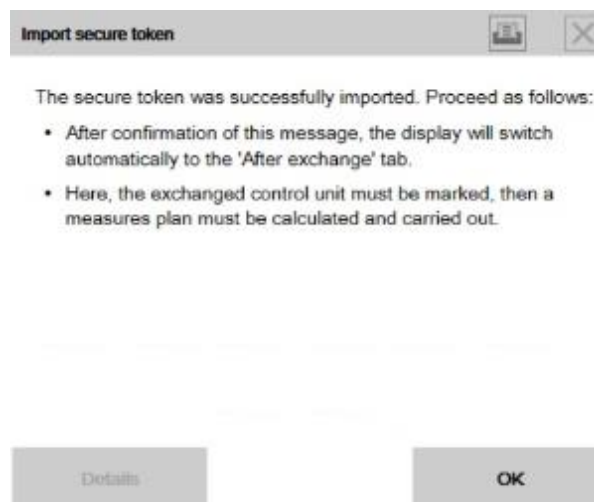 Import secure token
The secure token was successfully imported. Proceed as follows:
• After confirmation of this message, the display will switch
automatically to the 'After exchange' tab.
• Here, the exchanged control unit must be marked, then a
measures plan must be calculated and carried out.
Details
OK